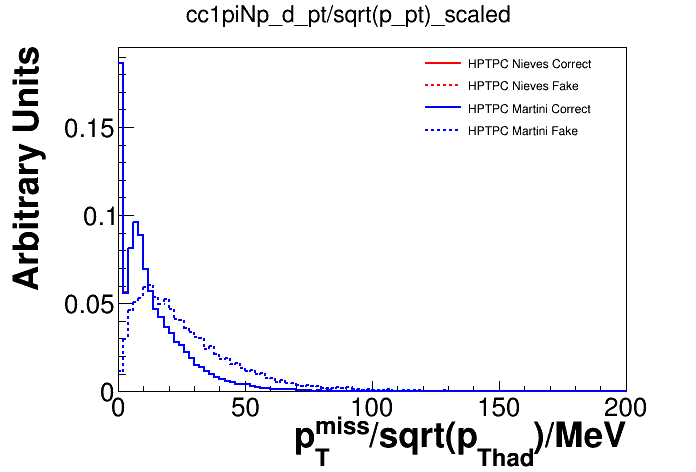 cc1piNp_d_pt/sqrt(p_pt)_scaled
Arbitrary Units
HPTPC Nieves Correct
HPTPC Nieves Fake
HPTPC Martini Correct
HPTPC Martini Fake
0.15
0.1
0.05
0
0 50 100 150 200
p_T^miss/sqrt(p_Thad)/MeV